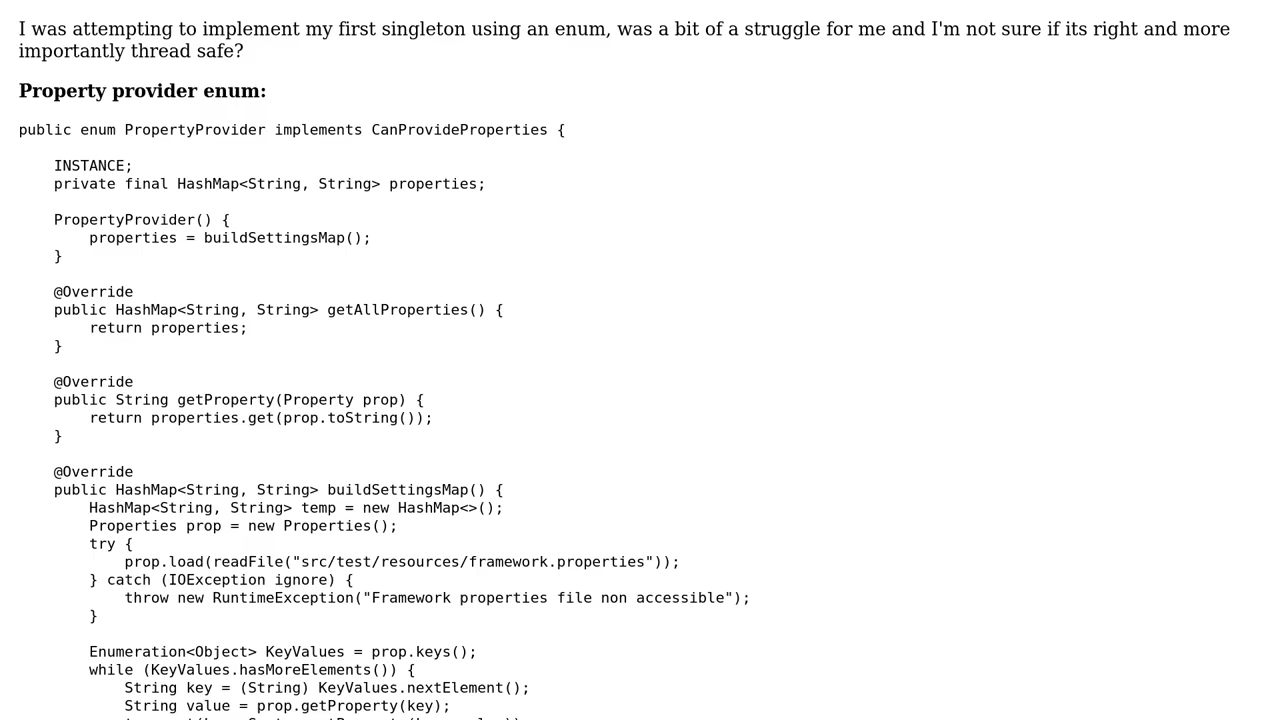 I was attempting to implement my first singleton using an enum, was a bit of a struggle for me and I'm not sure if its right and more
importantly thread safe?
Property provider enum:
public enum PropertyProvider implements CanProvideProperties {
    INSTANCE;
    private final HashMap<String, String> properties;
    PropertyProvider() {
        properties = buildSettingsMap();
    }
    @Override
    public HashMap<String, String> getAllProperties() {
        return properties;
    }
    @Override
    public String getProperty(Property prop) {
        return properties.get(prop.toString());
    }
    @Override
    public HashMap<String, String> buildSettingsMap() {
        HashMap<String, String> temp = new HashMap<>();
        Properties prop = new Properties();
        try {
            prop.load(readFile("src/test/resources/framework.properties"));
        } catch (IOException ignore) {
            throw new RuntimeException("Framework properties file non accessible");
        }
        Enumeration<Object> KeyValues = prop.keys();
        while (KeyValues.hasMoreElements()) {
            String key = (String) KeyValues.nextElement();
            String value = prop.getProperty(key);